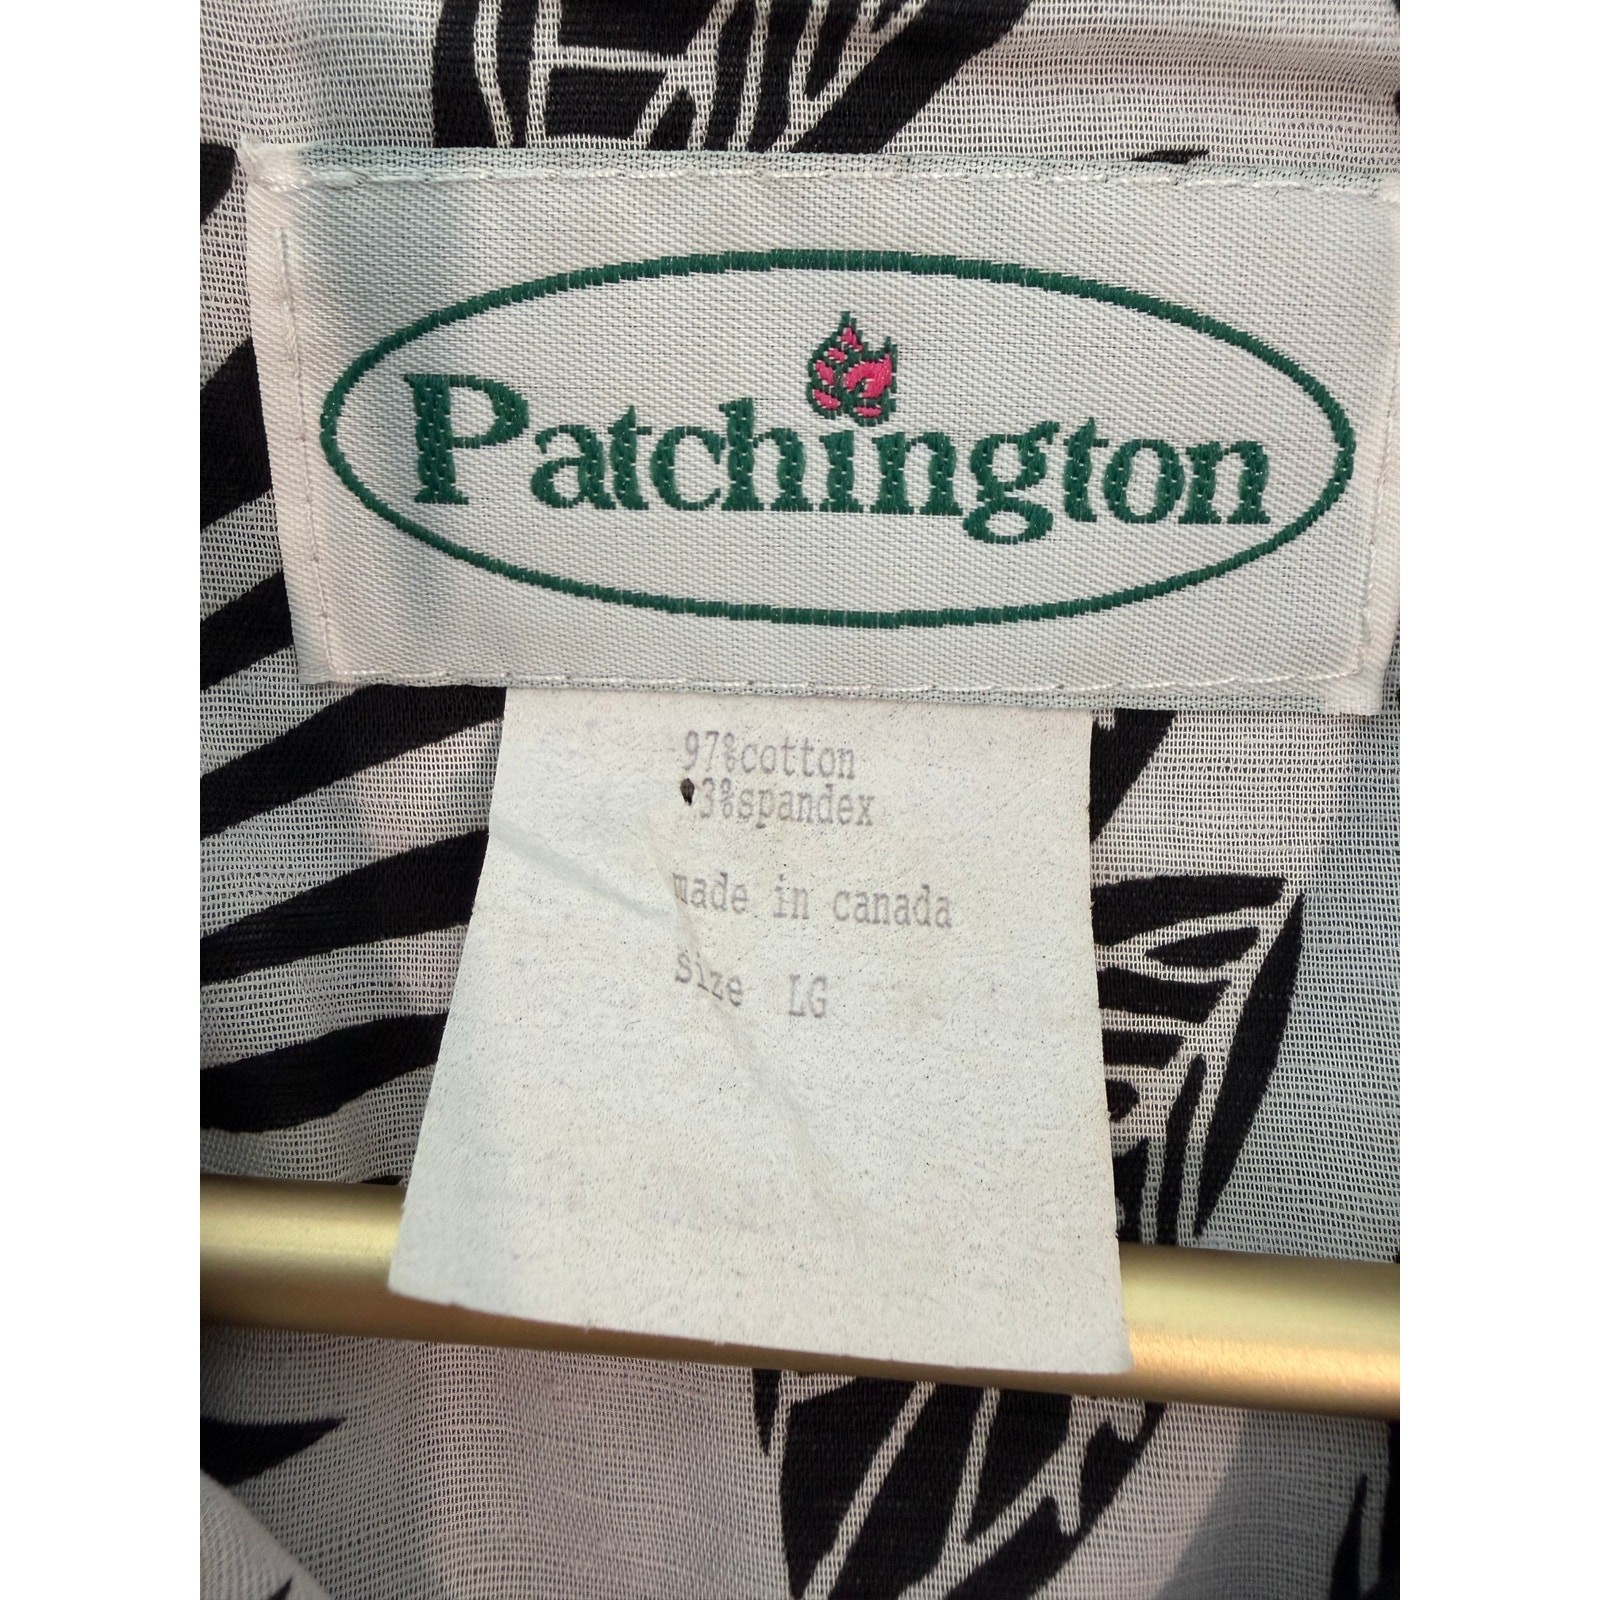 Patchington
97%cotton
3%spandex
made in canada
size LG